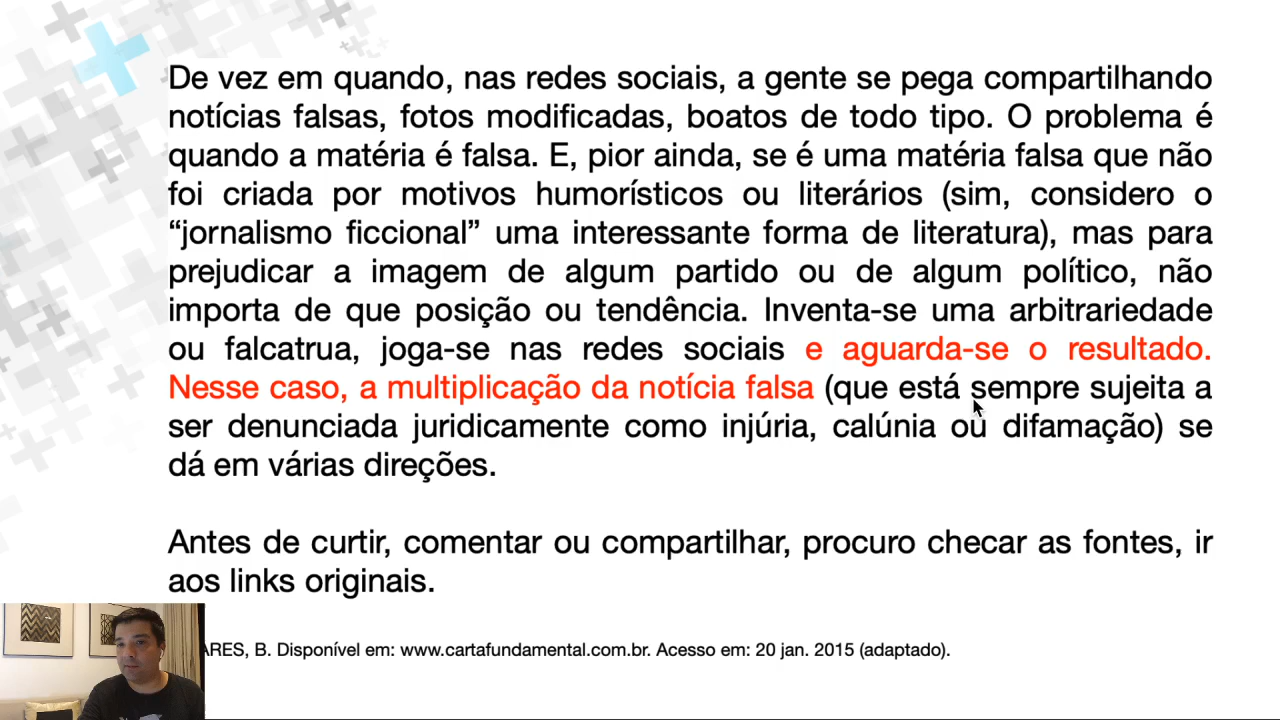 De vez em quando, nas redes sociais, a gente se pega compartilhando
notícias falsas, fotos modificadas, boatos de todo tipo. O problema é
quando a matéria é falsa. E, pior ainda, se é uma matéria falsa que não
foi criada por motivos humorísticos ou literários (sim, considero o
“jornalismo ficcional” uma interessante forma de literatura), mas para
prejudicar a imagem de algum partido ou de algum político, não
importa de que posição ou tendência. Inventa-se uma arbitrariedade
ou falcatrua, joga-se nas redes sociais e aguarda-se o resultado.
Nesse caso, a multiplicação da notícia falsa (que está sempre sujeita a
ser denunciada juridicamente como injúria, calúnia ou difamação) se
dá em várias direções.
Antes de curtir, comentar ou compartilhar, procuro checar as fontes, ir
aos links originais.
B. Disponível em: www.cartafundamental.com.br. Acesso em: 20 jan. 2015 (adaptado).